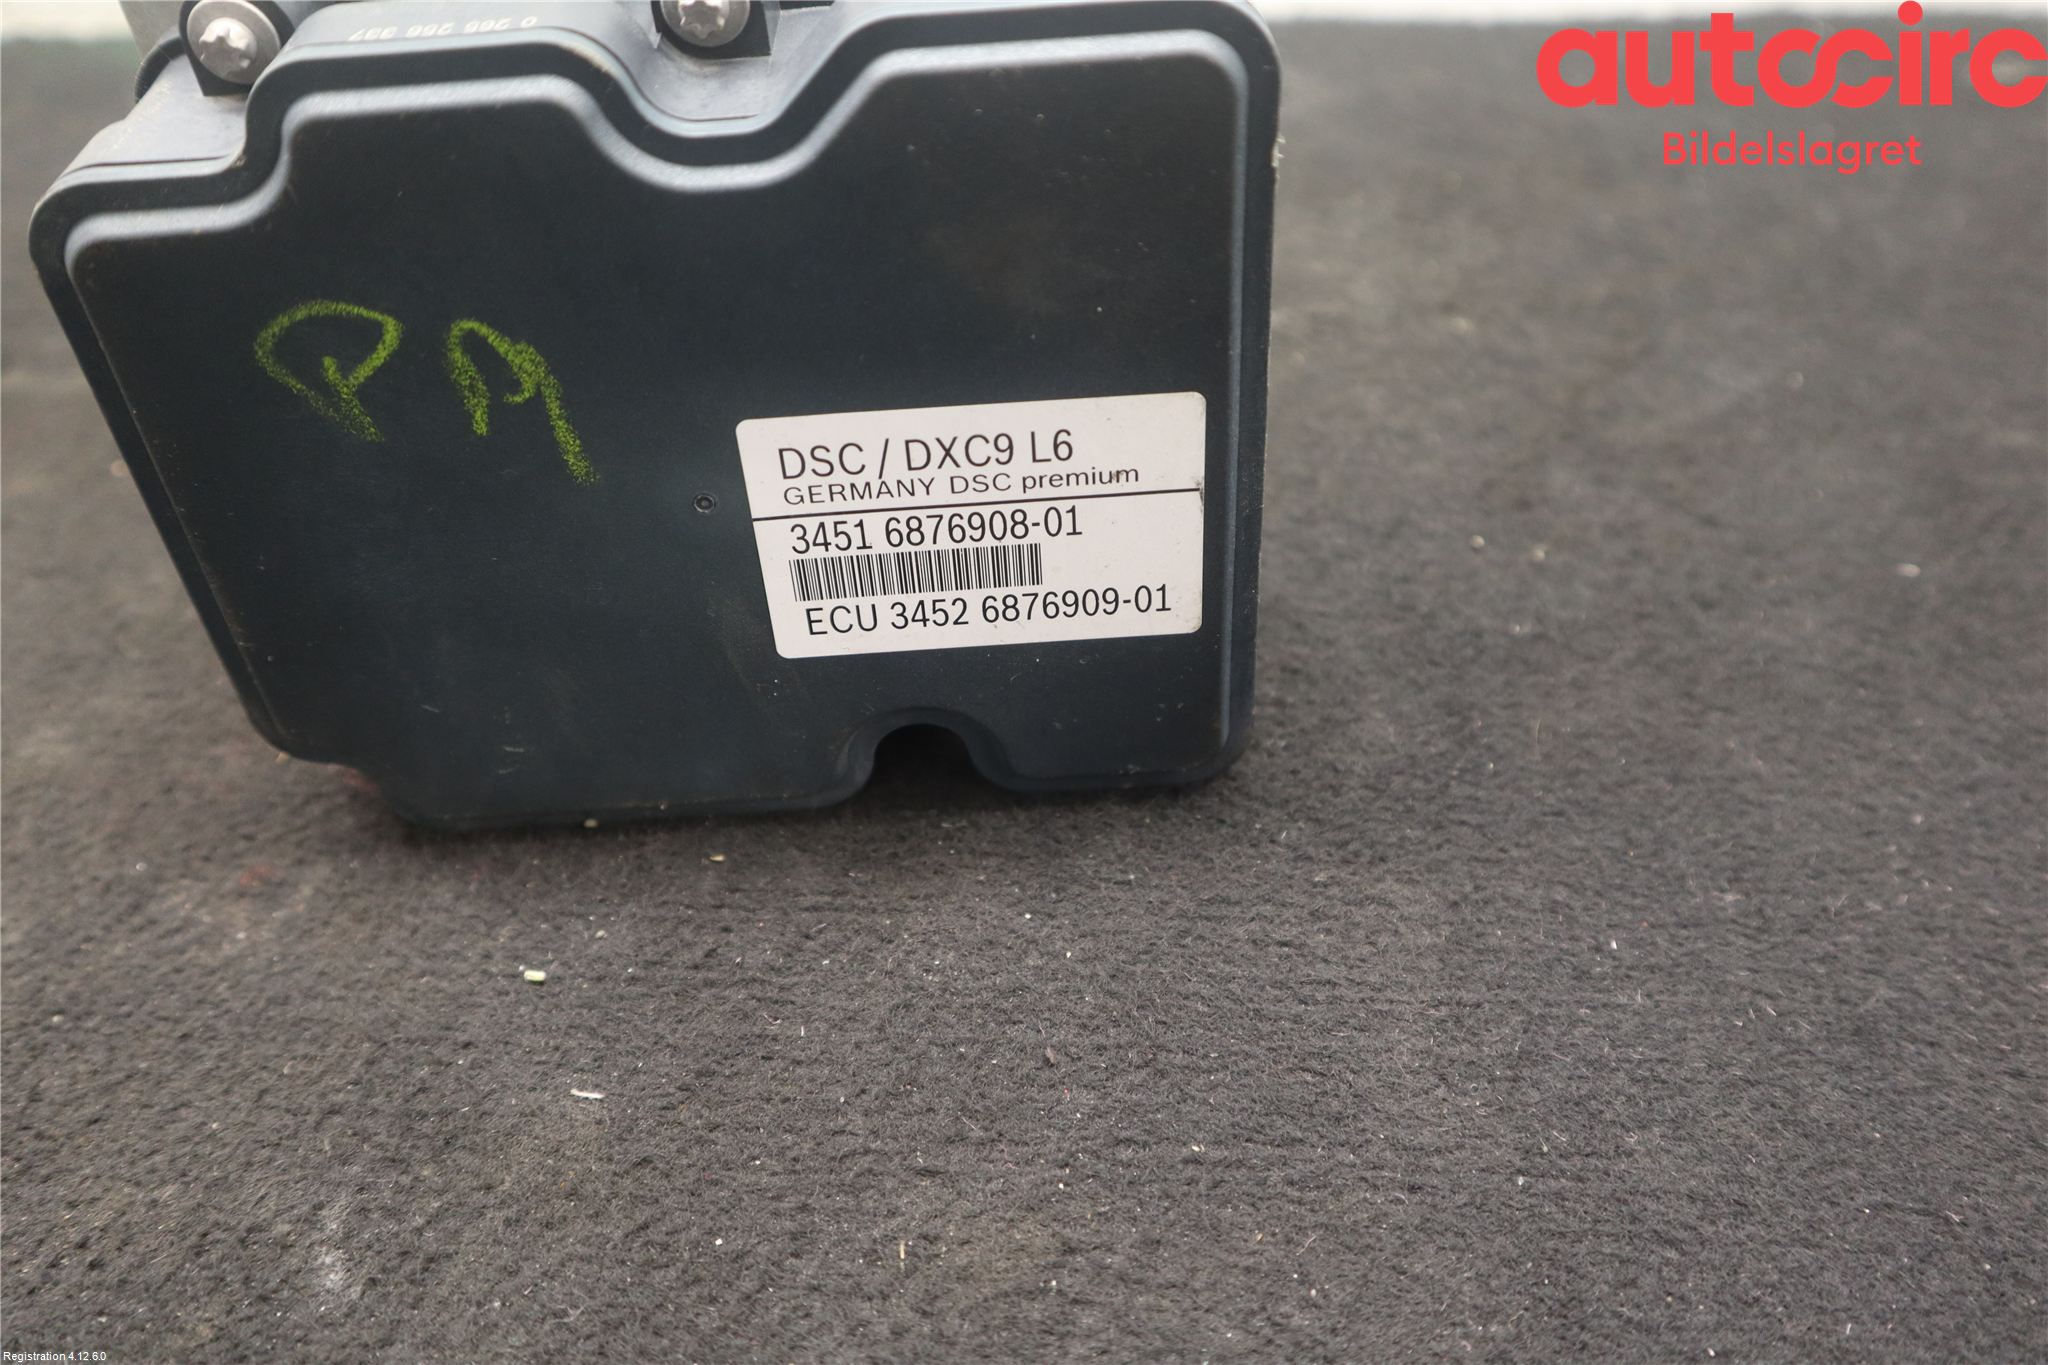 autocirc
Bildelslagret
PA
DSC / DXC9 L6
GERMANY DSC premium
3451 6876908-01
ECU 3452 6876909-01
Registration 4.12.6.0